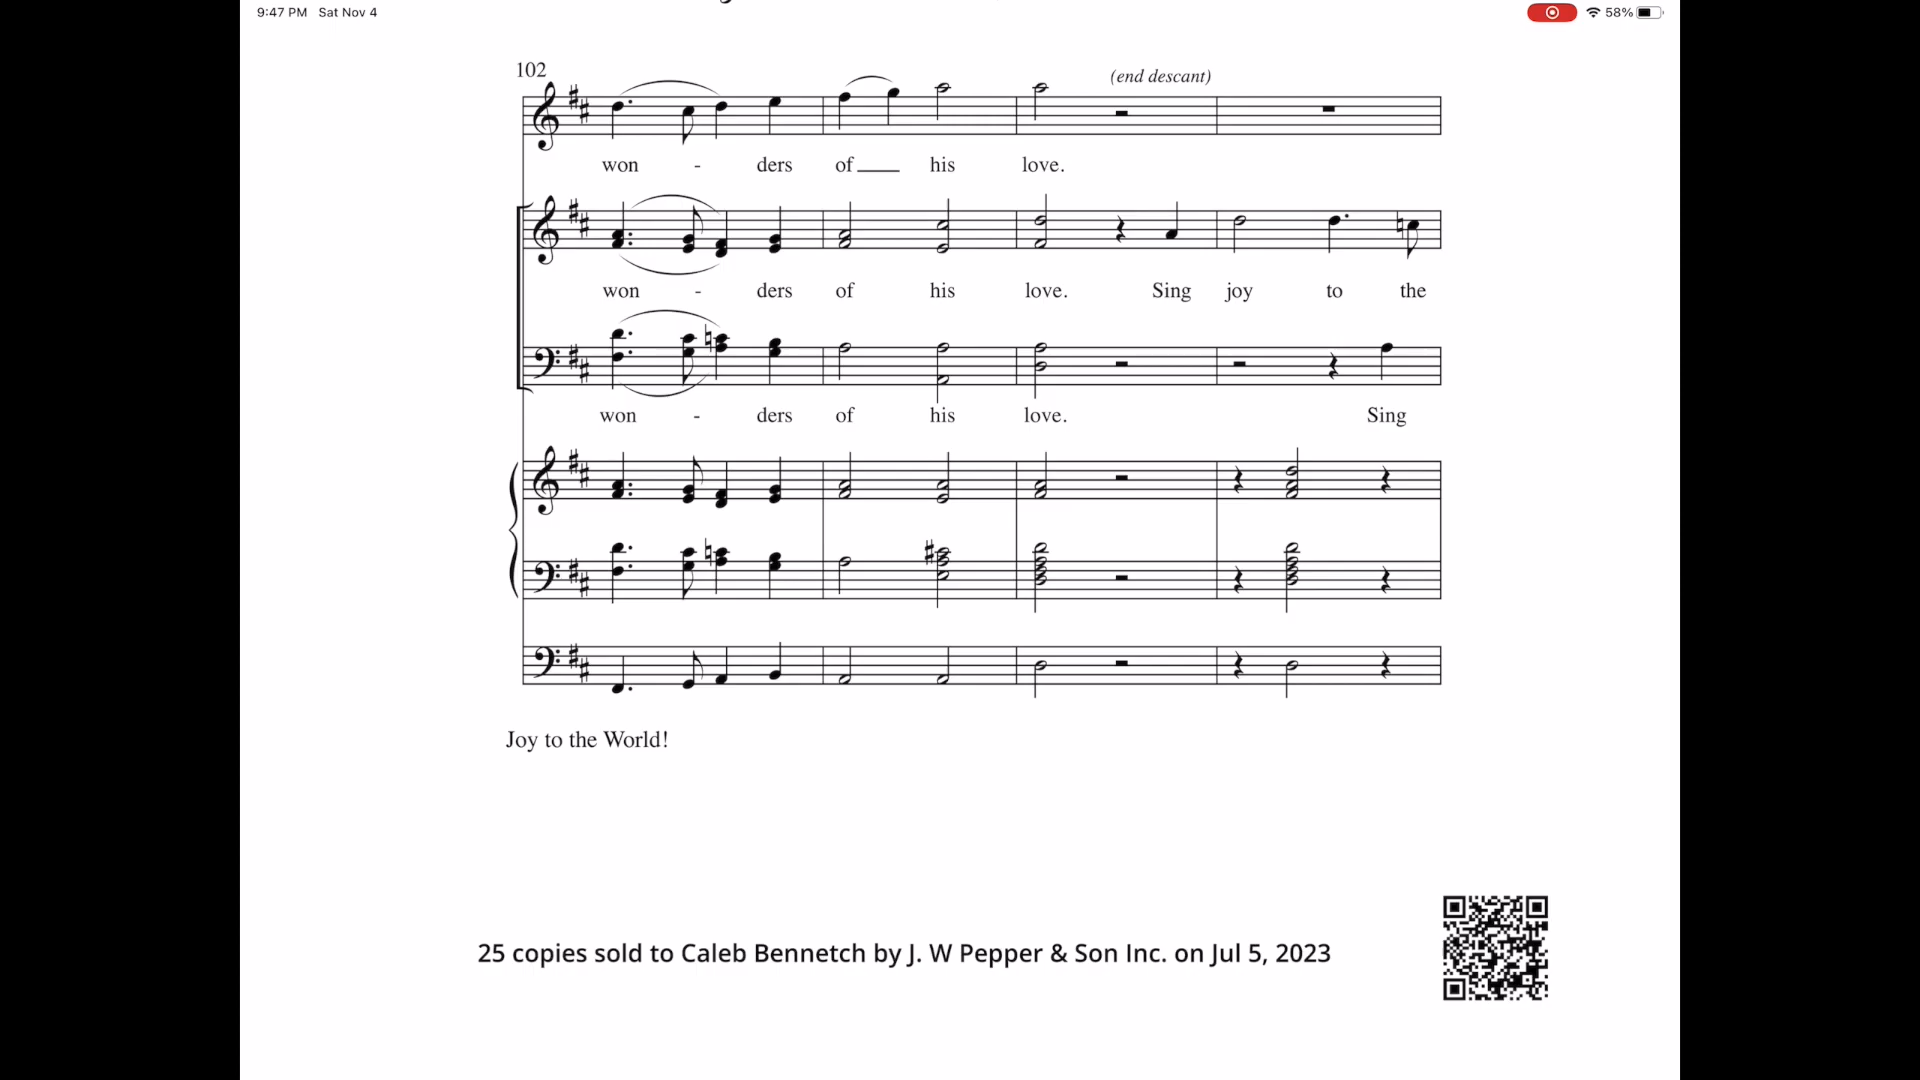 9:47 PM Sat Nov 4
58%
102
(end descant)
won - ders of his love.
won - ders of his love. Sing joy to the
won - ders of his love. Sing
Joy to the World!
25 copies sold to Caleb Bennetch by J. W Pepper & Son Inc. on Jul 5, 2023